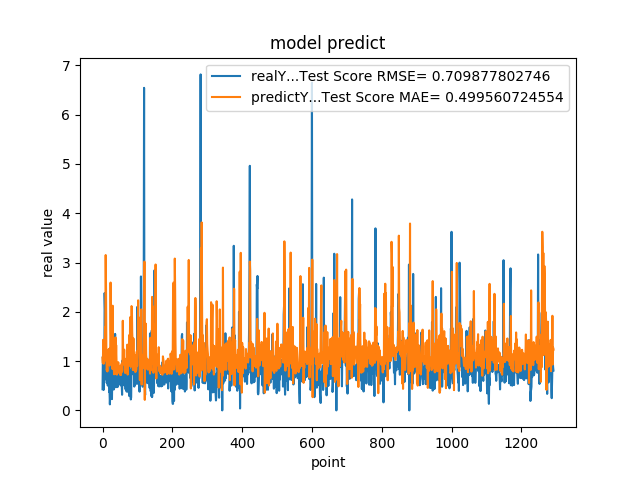 model predict
realY...Test Score RMSE= 0.709877802746
predictY...Test Score MAE= 0.499560724554
7
6
5
4
3
2
1
0
real value
0 200 400 600 800 1000 1200
point